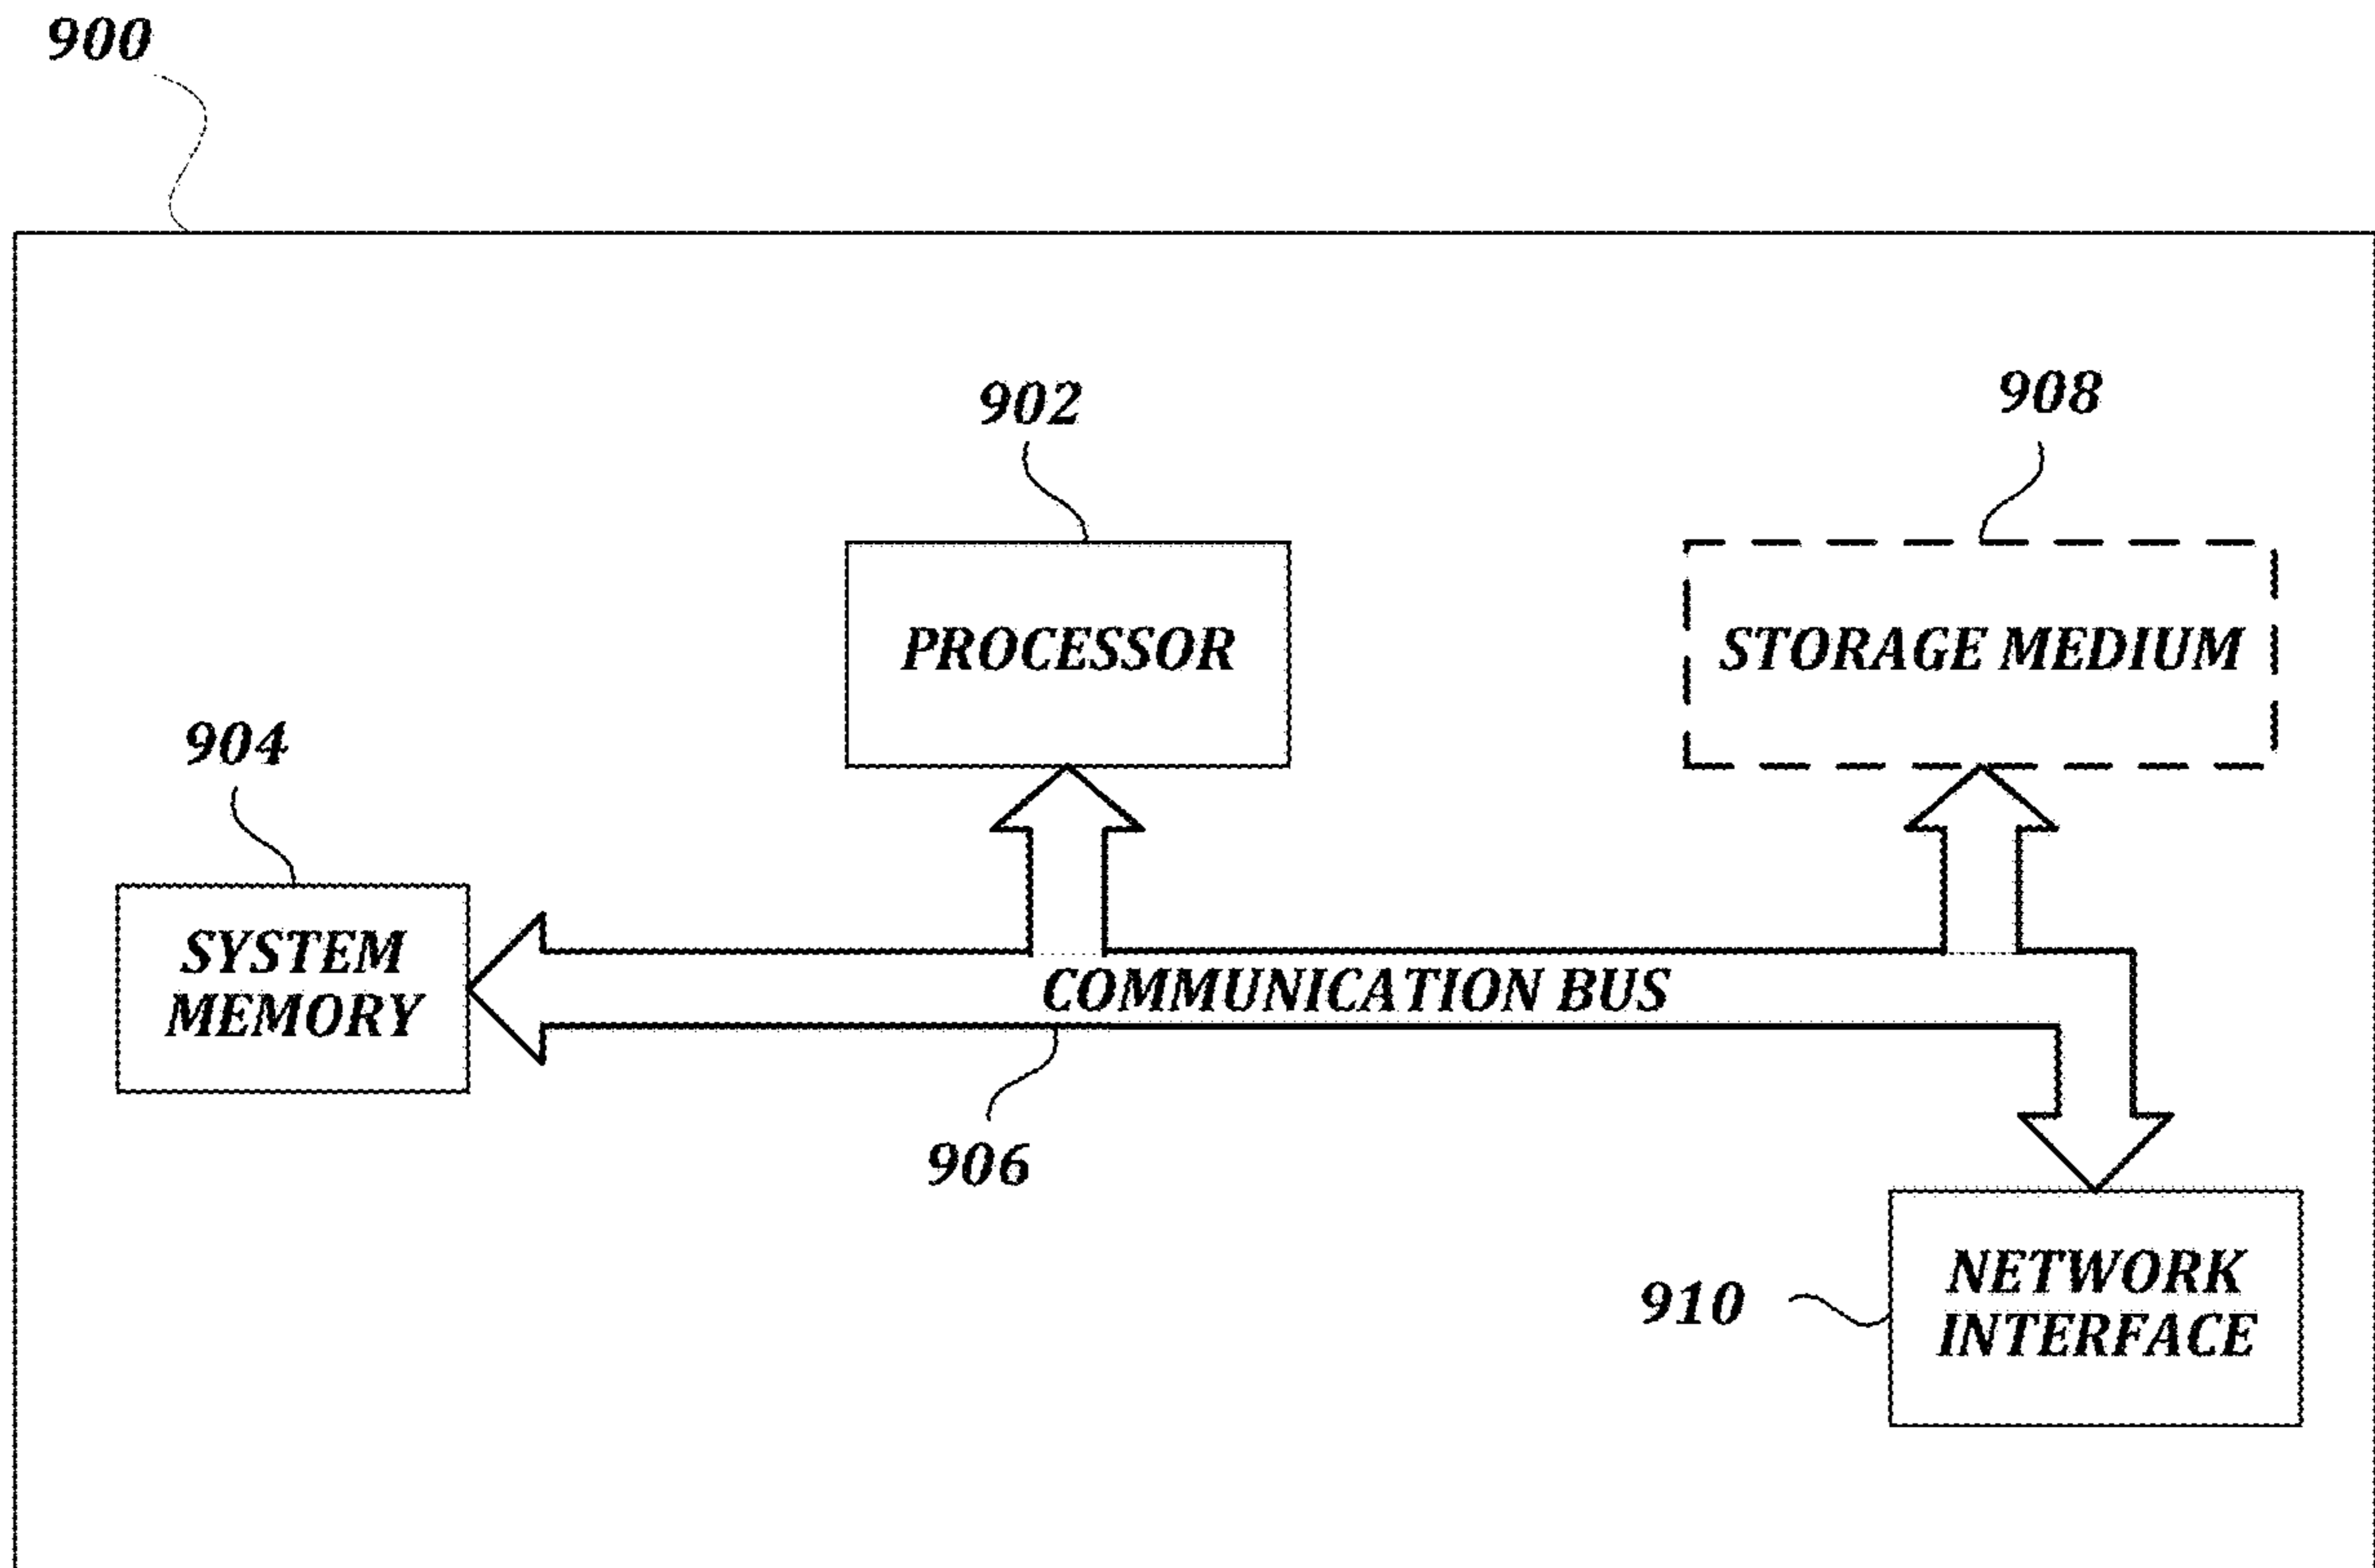 900
902
908
PROCESSOR
STORAGE MEDIUM
904
SYSTEM
MEMORY
COMMUNICATION BUS
906
910
NETWORK
INTERFACE